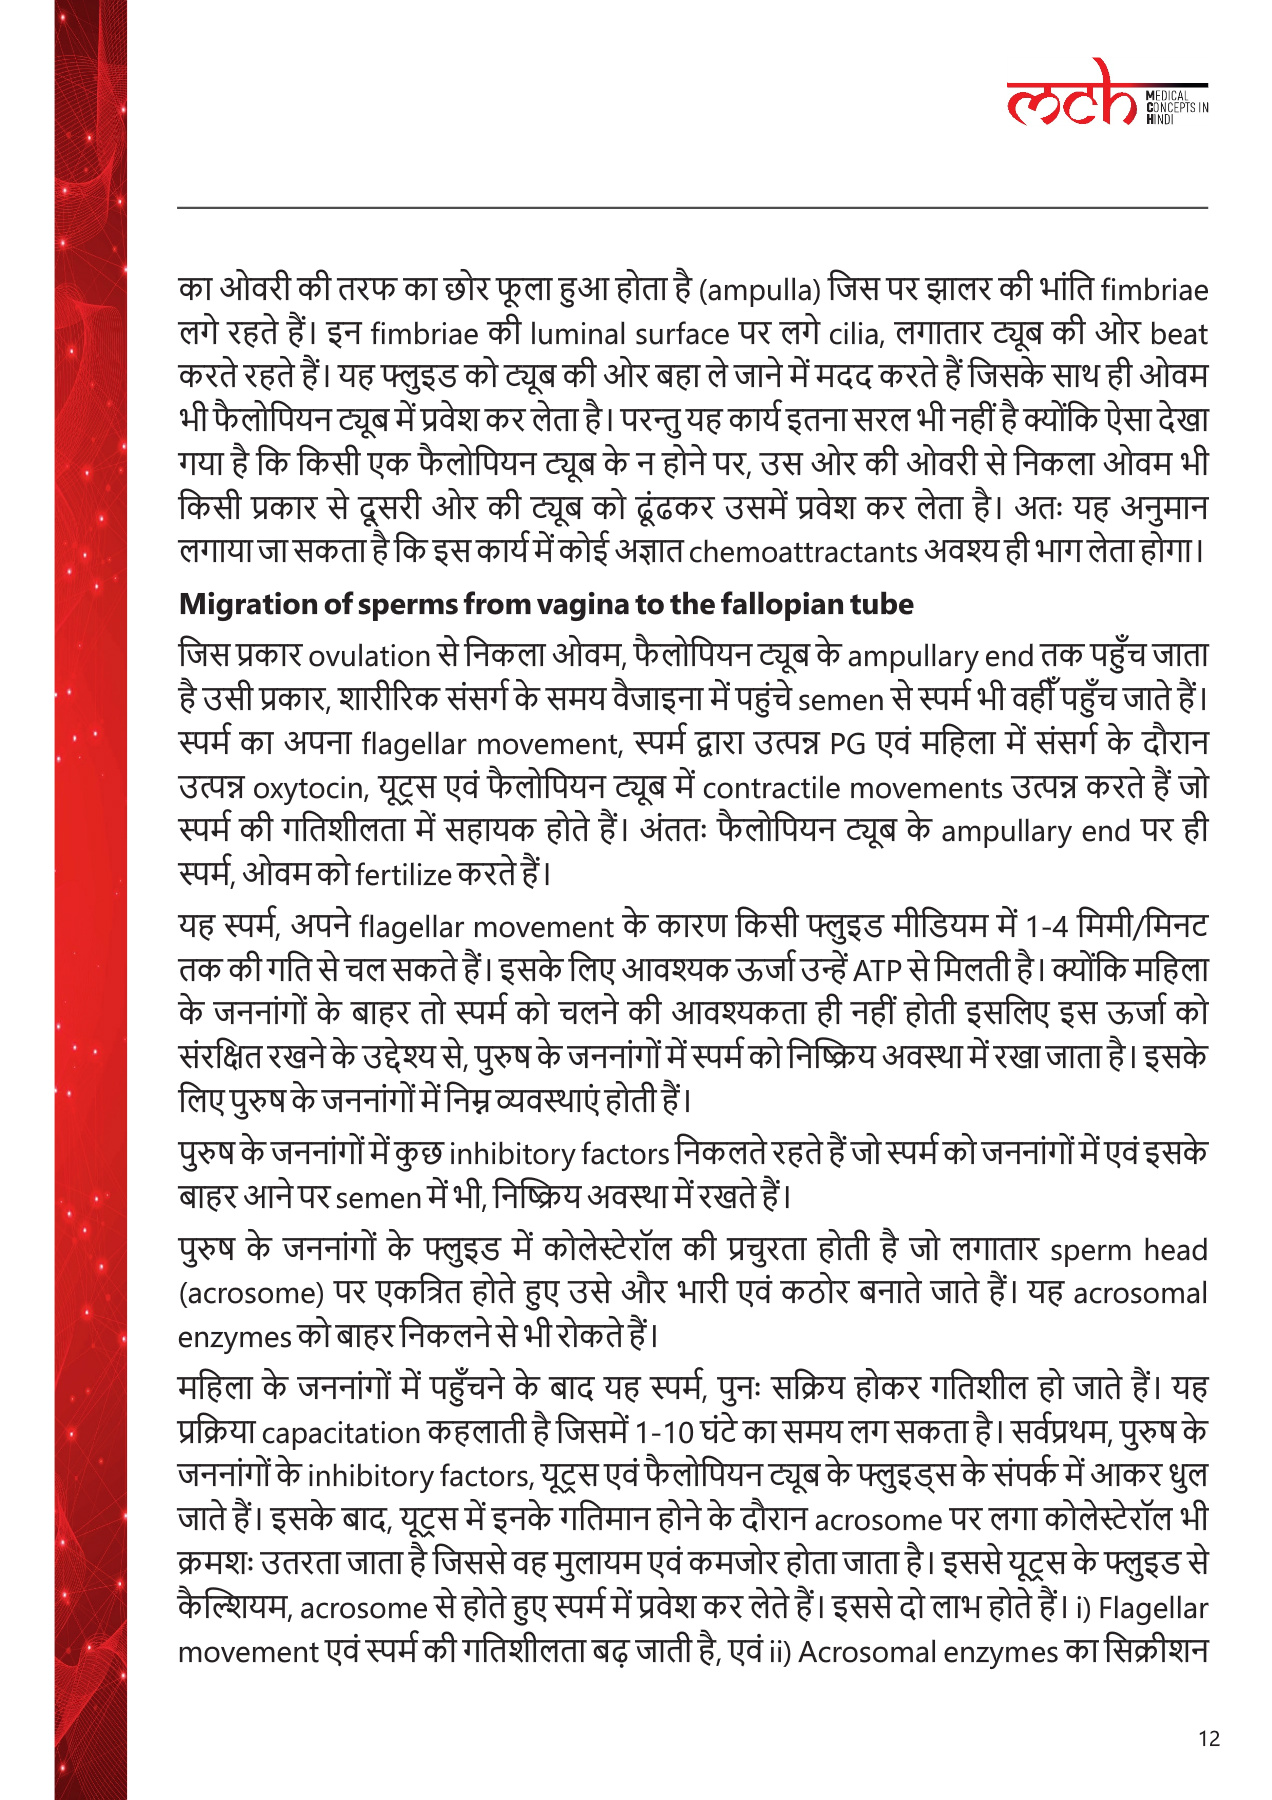 mch
MEDICAL
CONCEPTS IN
HINDI
का ओवरी की तरफ का छोर फूला हुआ होता है (ampulla) जिस पर झालर की भांति fimbriae
लगे रहते हैं। इन fimbriae की luminal surface पर लगे cilia, लगातार ट्यूब की ओर beat
करते रहते हैं। यह फ्लुइड को ट्यूब की ओर बहा ले जाने में मदद करते हैं जिसके साथ ही ओवम
भी फैलोपियन ट्यूब में प्रवेश कर लेता है। परन्तु यह कार्य इतना सरल भी नहीं है क्योंकि ऐसा देखा
गया है कि किसी एक फैलोपियन ट्यूब के न होने पर, उस ओर की ओवरी से निकला ओवम भी
किसी प्रकार से दूसरी ओर की ट्यूब को ढूंढकर उसमें प्रवेश कर लेता है। अतः यह अनुमान
लगाया जा सकता है कि इस कार्य में कोई अज्ञात chemoattractants अवश्य ही भाग लेता होगा।
Migration of sperms from vagina to the fallopian tube
जिस प्रकार ovulation से निकला ओवम, फैलोपियन ट्यूब के ampullary end तक पहुँच जाता
है उसी प्रकार, शारीरिक संसर्ग के समय वैजाइना में पहुंचे semen से स्पर्म भी वहीँ पहुँच जाते हैं।
स्पर्म का अपना flagellar movement, स्पर्म द्वारा उत्पन्न PG एवं महिला में संसर्ग के दौरान
उत्पन्न oxytocin, यूट्रस एवं फैलोपियन ट्यूब में contractile movements उत्पन्न करते हैं जो
स्पर्म की गतिशीलता में सहायक होते हैं। अंततः फैलोपियन ट्यूब के ampullary end पर ही
स्पर्म, ओवम को fertilize करते हैं।
यह स्पर्म, अपने flagellar movement के कारण किसी फ्लुइड मीडियम में 1-4 मिमी/मिनट
तक की गति से चल सकते हैं। इसके लिए आवश्यक ऊर्जा उन्हें ATP से मिलती है। क्योंकि महिला
के जननांगों के बाहर तो स्पर्म को चलने की आवश्यकता ही नहीं होती इसलिए इस ऊर्जा को
संरक्षित रखने के उद्देश्य से, पुरुष के जननांगों में स्पर्म को निष्क्रिय अवस्था में रखा जाता है। इसके
लिए पुरुष के जननांगों में निम्न व्यवस्थाएं होती हैं।
पुरुष के जननांगों में कुछ inhibitory factors निकलते रहते हैं जो स्पर्म को जननांगों में एवं इसके
बाहर आने पर semen में भी, निष्क्रिय अवस्था में रखते हैं।
पुरुष के जननांगों के फ्लुइड में कोलेस्टेरॉल की प्रचुरता होती है जो लगातार sperm head
(acrosome) पर एकत्रित होते हुए उसे और भारी एवं कठोर बनाते जाते हैं। यह acrosomal
enzymes को बाहर निकलने से भी रोकते हैं।
महिला के जननांगों में पहुँचने के बाद यह स्पर्म, पुनः सक्रिय होकर गतिशील हो जाते हैं। यह
प्रक्रिया capacitation कहलाती है जिसमें 1-10 घंटे का समय लग सकता है। सर्वप्रथम, पुरुष के
जननांगों के inhibitory factors, यूट्रस एवं फैलोपियन ट्यूब के फ्लुइड्स के संपर्क में आकर धुल
जाते हैं। इसके बाद, यूट्रस में इनके गतिमान होने के दौरान acrosome पर लगा कोलेस्टेरॉल भी
क्रमशः उतरता जाता है जिससे वह मुलायम एवं कमजोर होता जाता है। इससे यूट्रस के फ्लुइड से
कैल्शियम, acrosome से होते हुए स्पर्म में प्रवेश कर लेते हैं। इससे दो लाभ होते हैं। i) Flagellar
movement एवं स्पर्म की गतिशीलता बढ़ जाती है, एवं ii) Acrosomal enzymes का सिक्रीशन
12